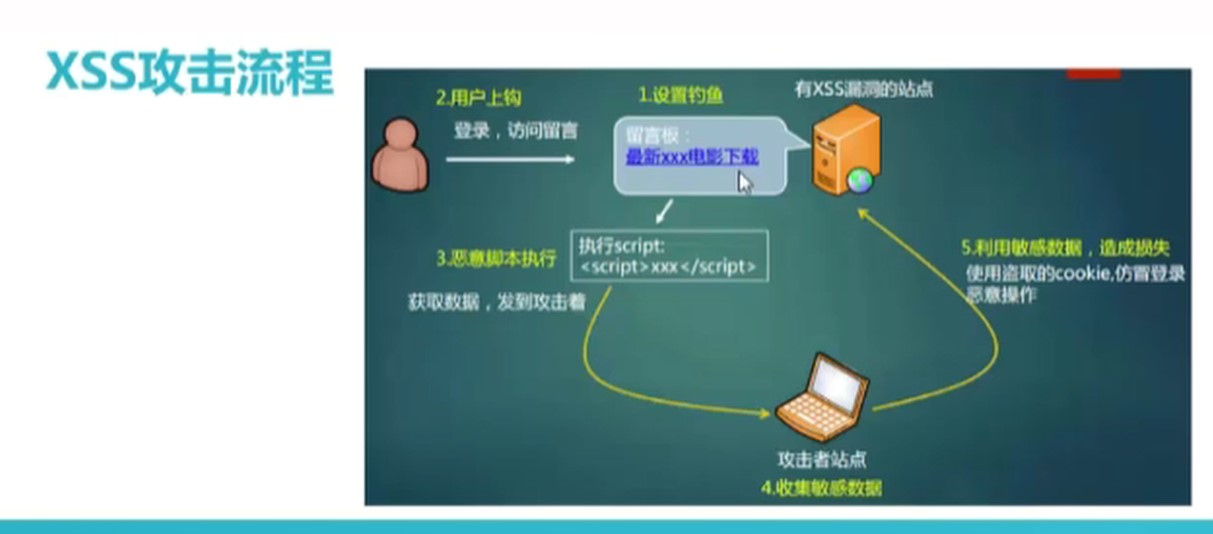 XSS攻击流程
2.用户上钩
1.设置钓鱼
有XSS漏洞的站点
登录，访问留言
留言板：
最新xxx电影下载
3.恶意脚本执行
执行script:
<script>xxx</script>
获取数据，发到攻击着
5.利用敏感数据，造成损失
使用盗取的cookie,仿冒登录
恶意操作
攻击者站点
4.收集敏感数据